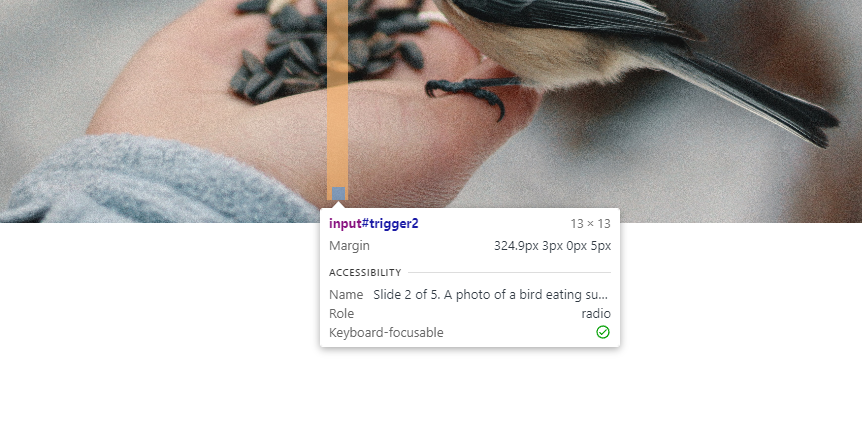 input#trigger2 13 × 13
Margin 324.9px 3px 0px 5px
ACCESSIBILITY
Name Slide 2 of 5. A photo of a bird eating su...
Role radio
Keyboard-focusable